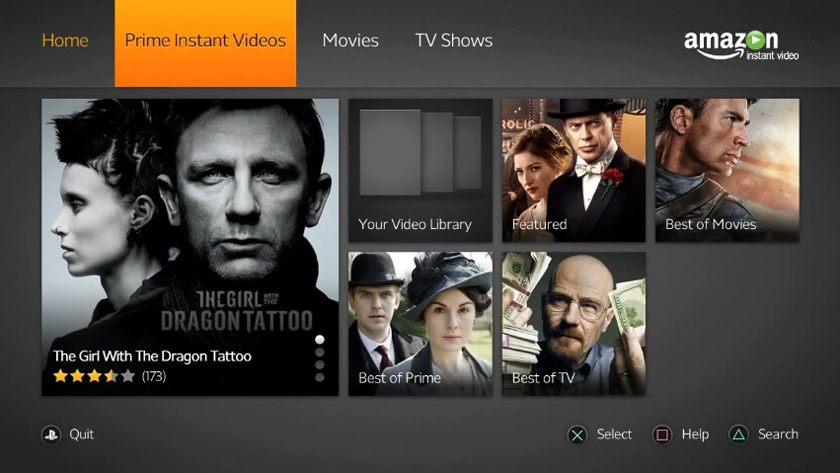 Home
Prime Instant Videos
Movies
TV Shows
amazon
instant video
THE GIRL WITH THE
DRAGON TATTOO
The Girl With The Dragon Tattoo
(173)
Your Video Library
Featured
Best of Movies
Best of Prime
Best of TV
Quit
Select
Help
Search